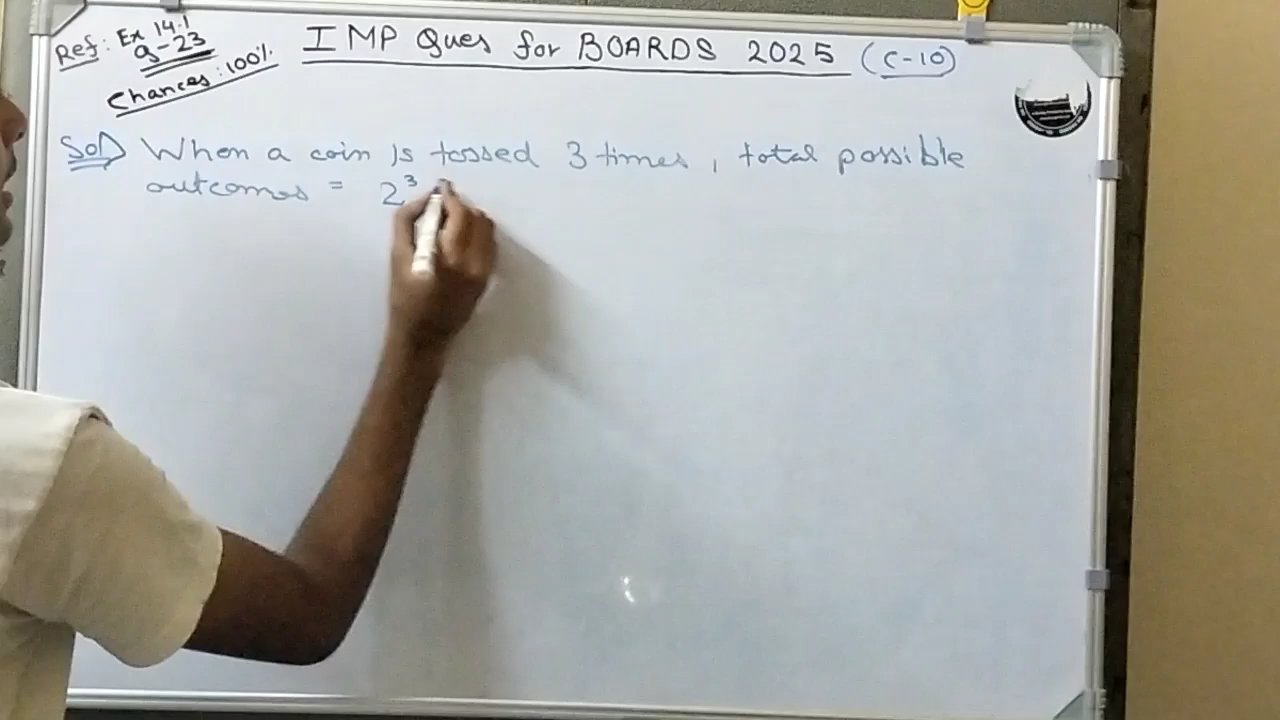 Ref: Ex 14.1
Q-23
Chances: 100%
IMP Ques for BOARDS 2025 (C-10)
Sol) When a coin is tossed 3 times, total possible
outcomes = 2³